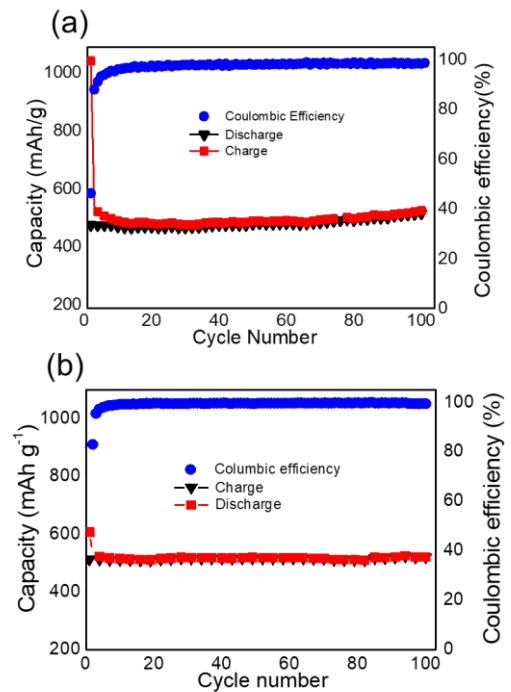 (a)
1000
800
600
400
200
Capacity (mAh/g)
100
80
60
40
20
0
Coulombic efficiency(%)
Coulombic Efficiency
Discharge
Charge
0
20
40
60
80
100
Cycle Number
(b)
1000
800
600
400
200
Capacity (mAh g-1)
100
80
60
40
20
0
Coulombic efficiency (%)
Columbic efficiency
Charge
Discharge
0
20
40
60
80
100
Cycle number